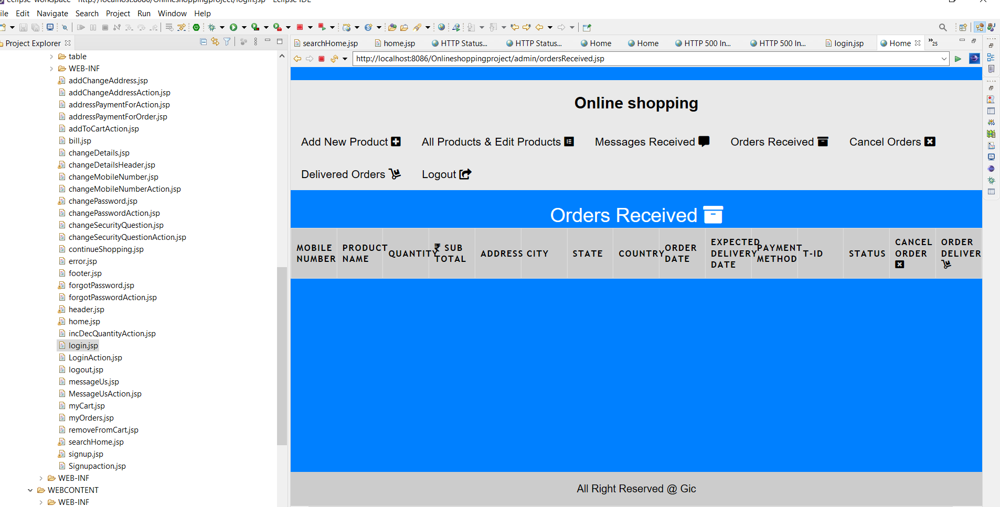 eclipse-workspace - http://localhost:8086/Onlineshoppingproject/login.jsp - Eclipse IDE
ile Edit Navigate Search Project Run Window Help
Project Explorer
table
WEB-INF
addChangeAddress.jsp
addChangeAddressAction.jsp
addressPaymentForAction.jsp
addressPaymentForOrder.jsp
addToCartAction.jsp
bill.jsp
changeDetails.jsp
changeDetailsHeader.jsp
changeMobileNumber.jsp
changeMobileNumberAction.jsp
changePassword.jsp
changePasswordAction.jsp
changeSecurityQuestion.jsp
changeSecurityQuestionAction.jsp
continueShopping.jsp
error.jsp
footer.jsp
forgotPassword.jsp
forgotPasswordAction.jsp
header.jsp
home.jsp
incDecQuantityAction.jsp
login.jsp
LoginAction.jsp
logout.jsp
messageUs.jsp
MessageUsAction.jsp
myCart.jsp
myOrders.jsp
removeFromCart.jsp
searchHome.jsp
signup.jsp
Signupaction.jsp
WEB-INF
WEBCONTENT
WEB-INF
searchHome.jsp home.jsp HTTP Status... HTTP Status... Home Home HTTP 500 In... HTTP 500 In... login.jsp Home »25
http://localhost:8086/Onlineshoppingproject/admin/ordersReceived.jsp
Online shopping
Add New Product All Products & Edit Products Messages Received Orders Received Cancel Orders
Delivered Orders Logout
Orders Received
MOBILE NUMBER
PRODUCT NAME
QUANTITY
₹ SUB TOTAL
ADDRESS
CITY
STATE
COUNTRY
ORDER DATE
EXPECTED DELIVERY DATE
PAYMENT METHOD
T-ID
STATUS
CANCEL ORDER
ORDER DELIVER
All Right Reserved @ Gic